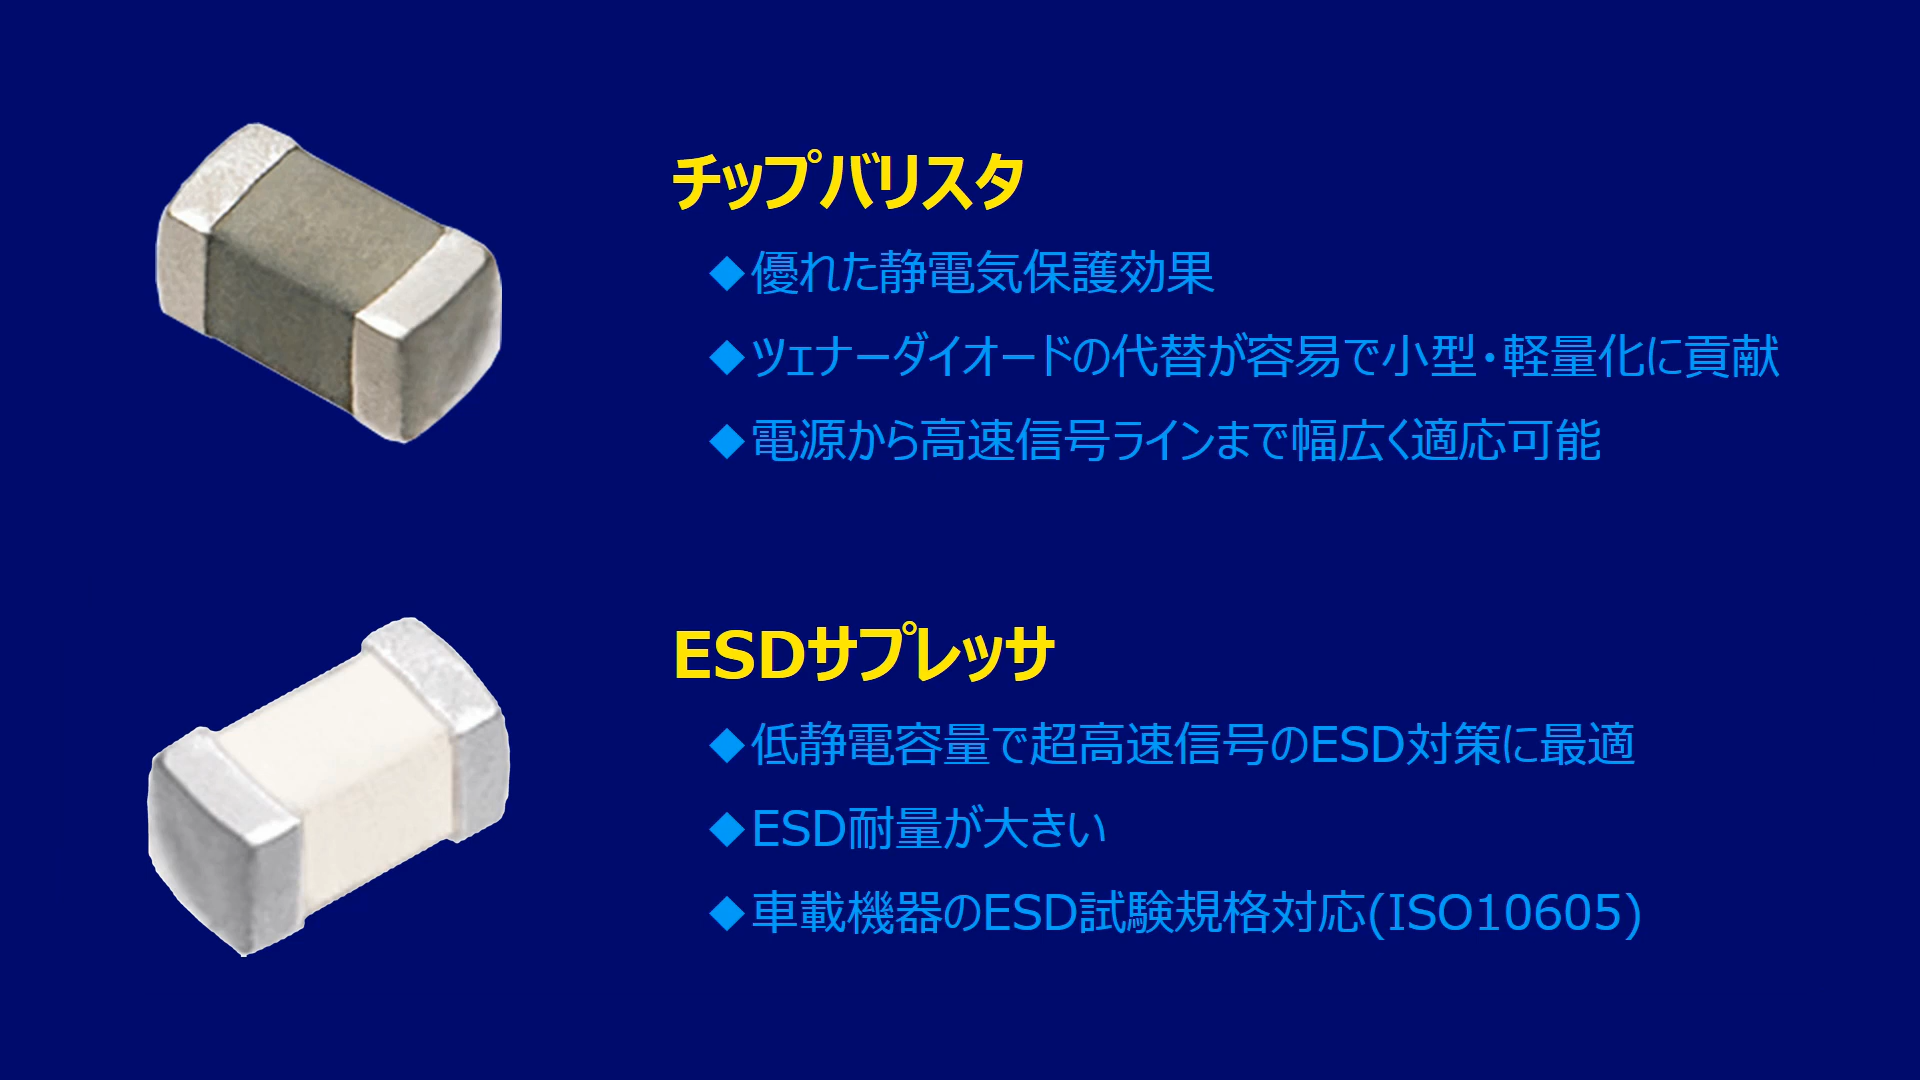 チップバリスタ
◆優れた静電気保護効果
◆ツェナーダイオードの代替が容易で小型・軽量化に貢献
◆電源から高速信号ラインまで幅広く適応可能
ESDサプレッサ
◆低静電容量で超高速信号のESD対策に最適
◆ESD耐量が大きい
◆車載機器のESD試験規格対応(ISO10605)